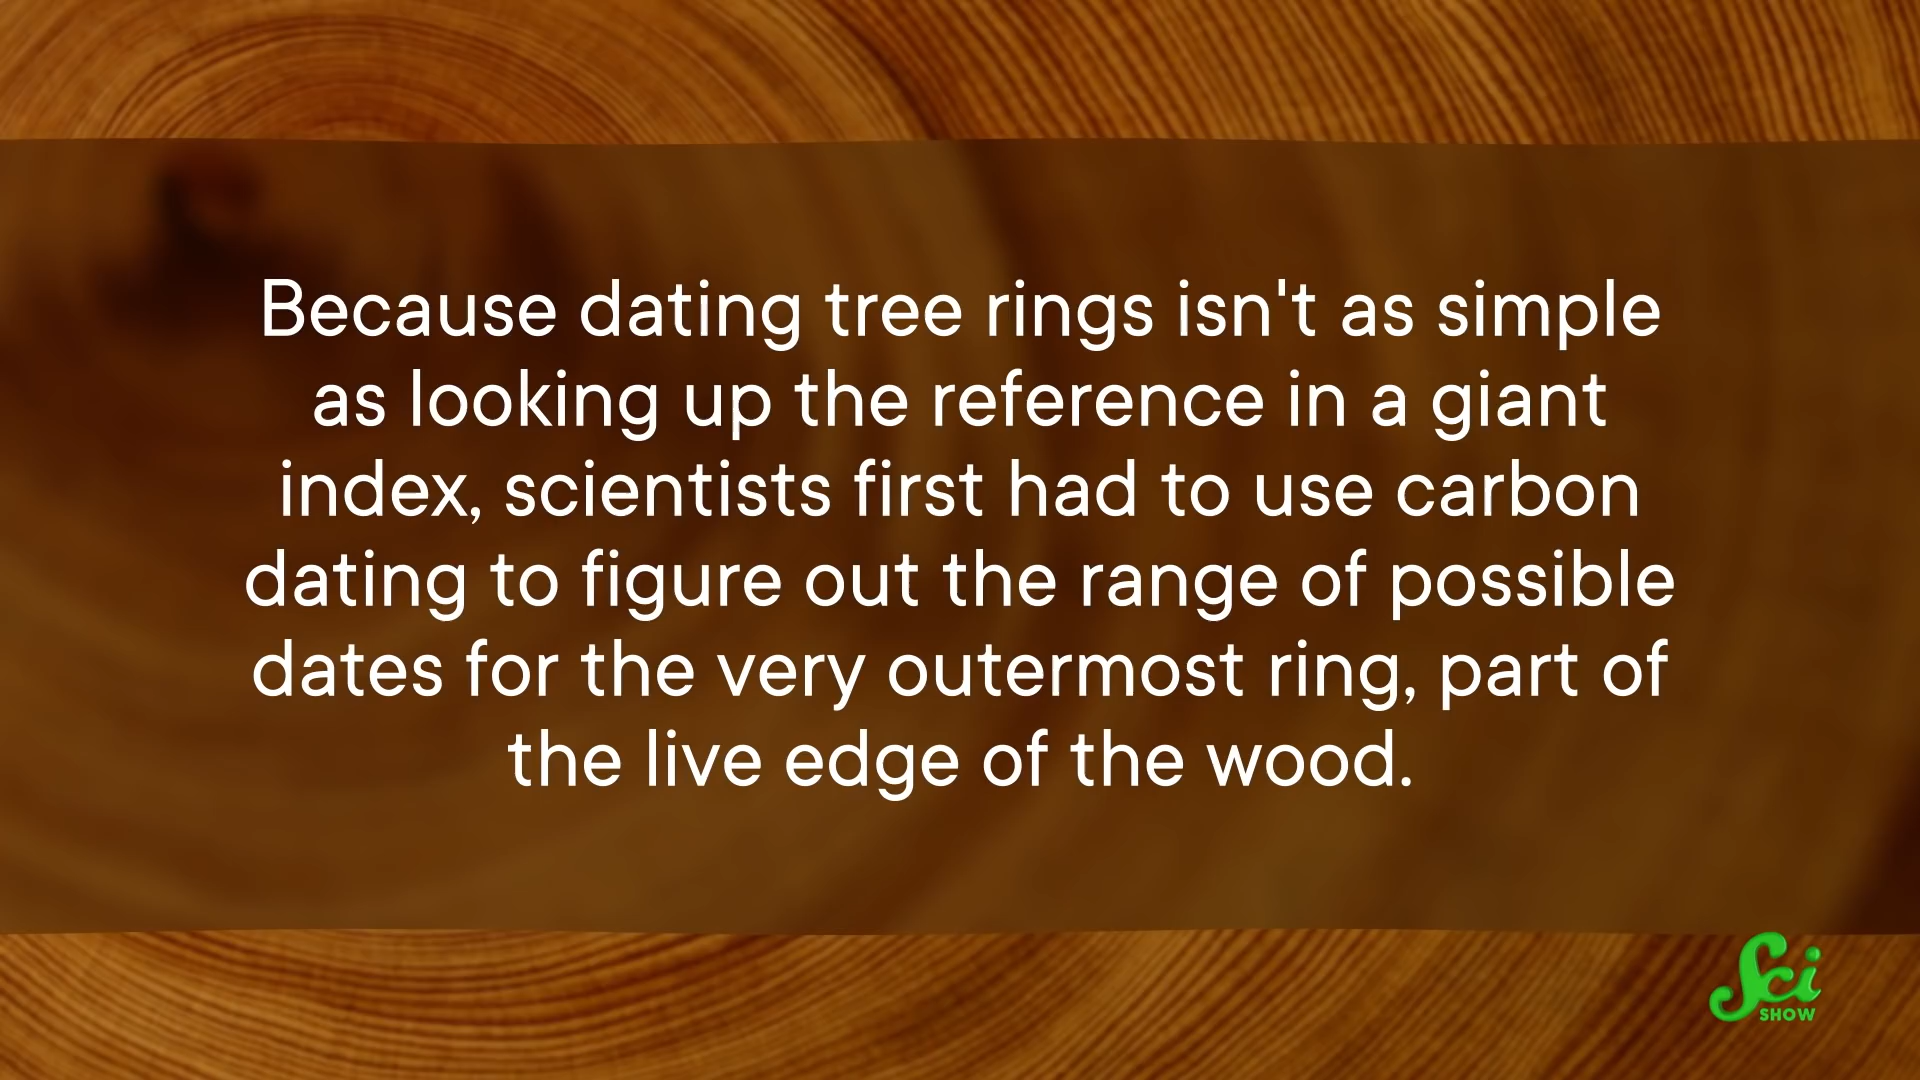 Because dating tree rings isn't as simple
as looking up the reference in a giant
index, scientists first had to use carbon
dating to figure out the range of possible
dates for the very outermost ring, part of
the live edge of the wood.
Sci
SHOW